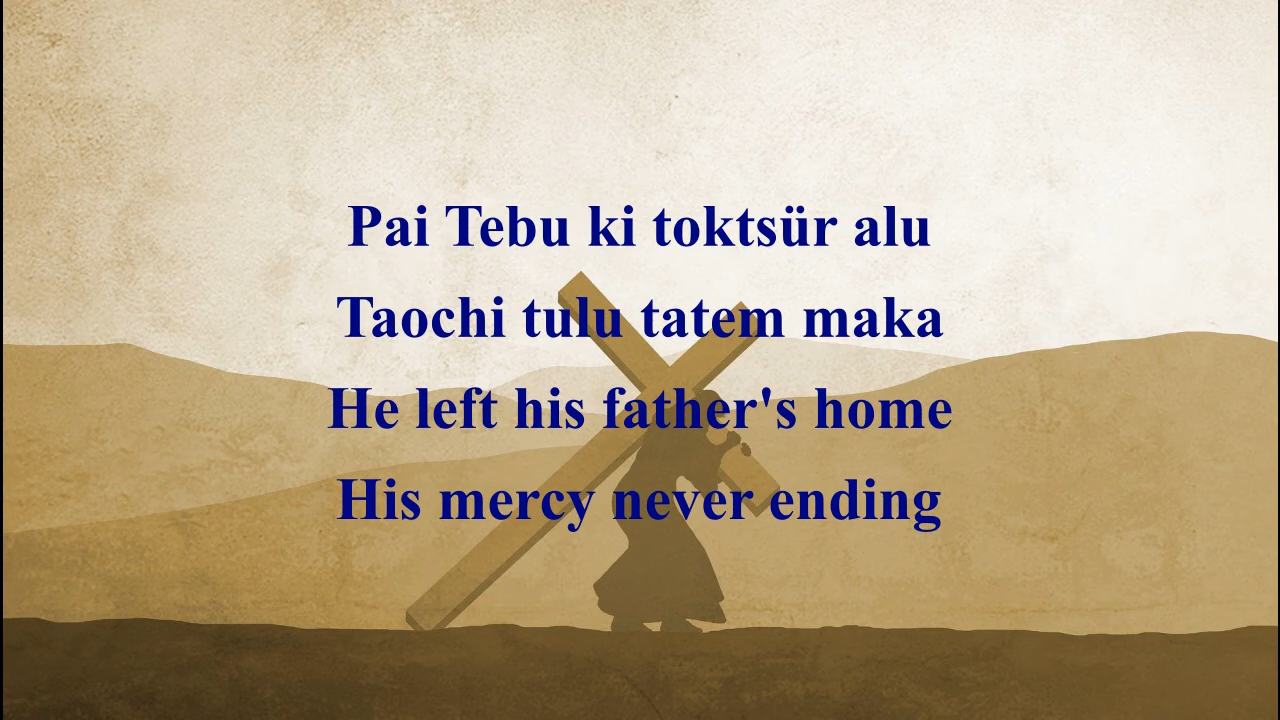 Pai Tebu ki toktsür alu
Taochi tulu tatem maka
He left his father's home
His mercy never ending